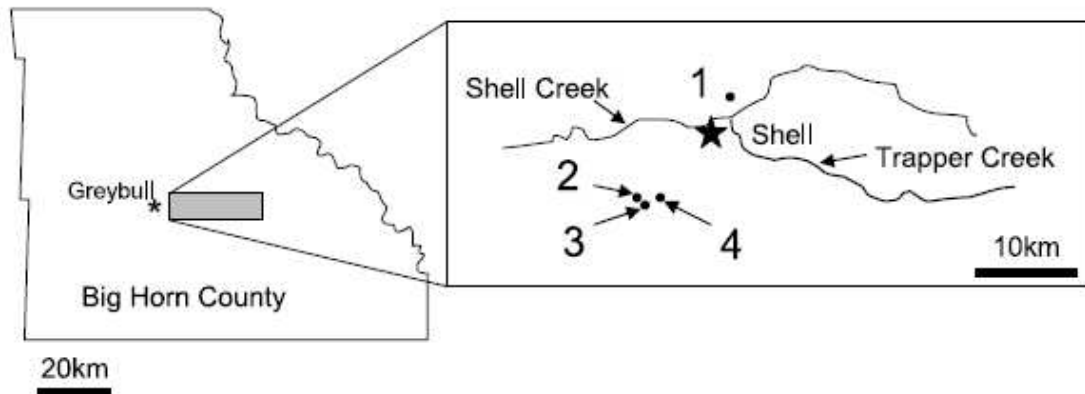 Greybull
*
Big Horn County
20km
Shell Creek
1
Shell
Trapper Creek
2
3
4
10km